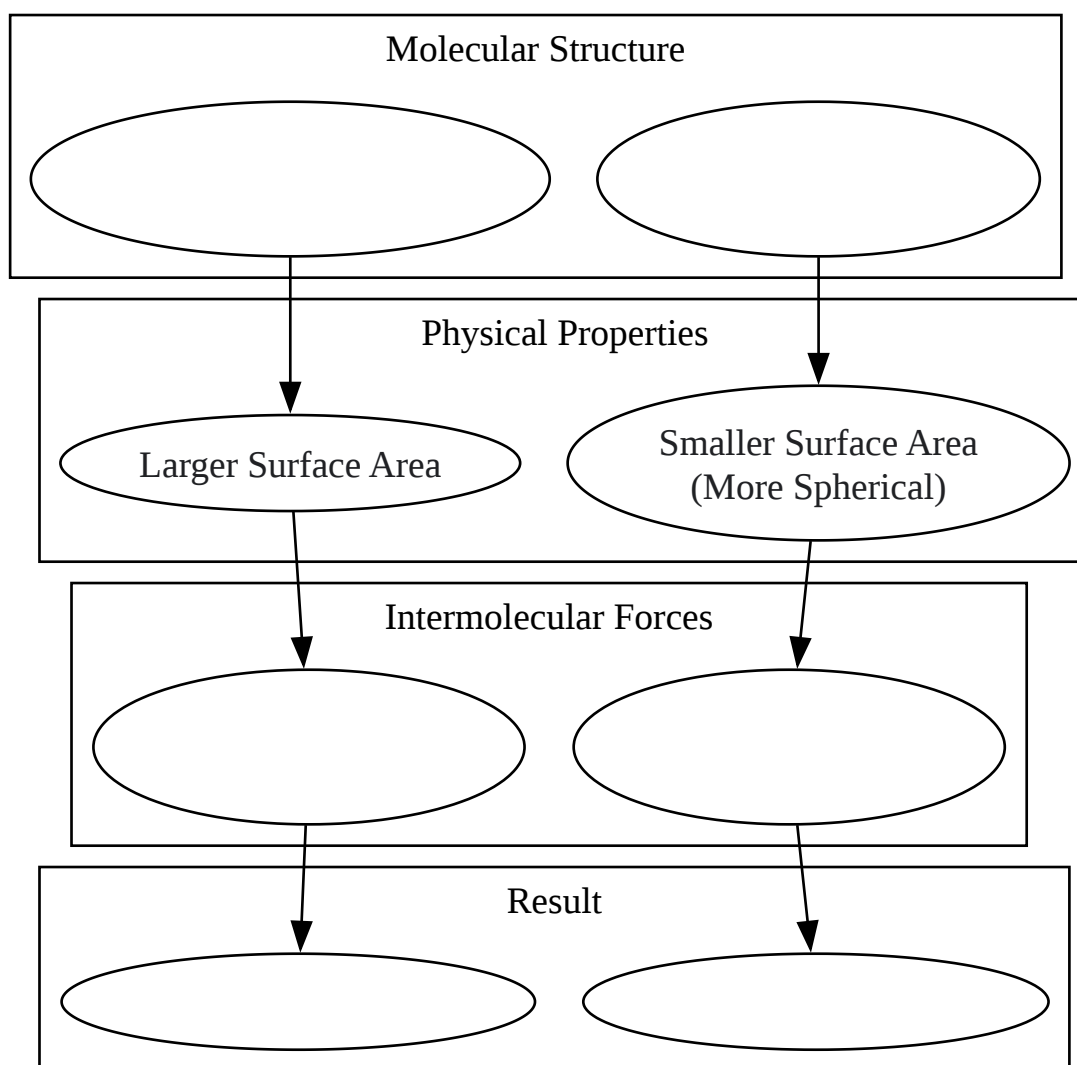 Molecular Structure
Physical Properties
Larger Surface Area
Smaller Surface Area
(More Spherical)
Intermolecular Forces
Result